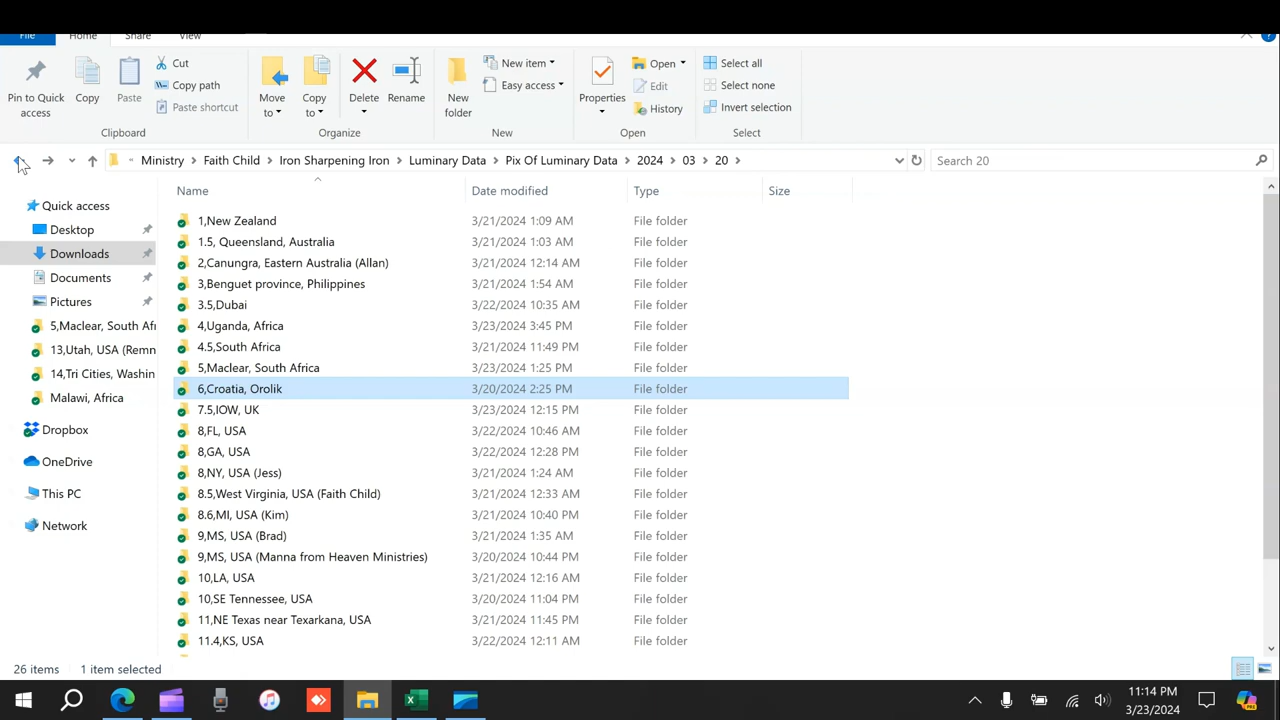 File Home Share View
Cut
Copy path
Paste shortcut
Pin to Quick access
Copy
Paste
Clipboard
Move to
Copy to
Delete
Rename
Organize
New folder
New item
Easy access
New
Properties
Open
Edit
History
Open
Select all
Select none
Invert selection
Select
« Ministry > Faith Child > Iron Sharpening Iron > Luminary Data > Pix Of Luminary Data > 2024 > 03 > 20 >
Search 20
Name Date modified Type Size
Quick access
Desktop
Downloads
Documents
Pictures
5,Maclear, South Afr
13,Utah, USA (Remn
14,Tri Cities, Washin
Malawi, Africa
Dropbox
OneDrive
This PC
Network
1,New Zealand 3/21/2024 1:09 AM File folder
1.5, Queensland, Australia 3/21/2024 1:03 AM File folder
2,Canungra, Eastern Australia (Allan) 3/21/2024 12:14 AM File folder
3,Benguet province, Philippines 3/21/2024 1:54 AM File folder
3.5,Dubai 3/22/2024 10:35 AM File folder
4,Uganda, Africa 3/23/2024 3:45 PM File folder
4.5,South Africa 3/21/2024 11:49 PM File folder
5,Maclear, South Africa 3/23/2024 1:25 PM File folder
6,Croatia, Orolik 3/20/2024 2:25 PM File folder
7.5,IOW, UK 3/23/2024 12:15 PM File folder
8,FL, USA 3/22/2024 10:46 AM File folder
8,GA, USA 3/22/2024 12:28 PM File folder
8,NY, USA (Jess) 3/21/2024 1:24 AM File folder
8.5,West Virginia, USA (Faith Child) 3/21/2024 12:33 AM File folder
8.6,MI, USA (Kim) 3/21/2024 10:40 PM File folder
9,MS, USA (Brad) 3/21/2024 1:35 AM File folder
9,MS, USA (Manna from Heaven Ministries) 3/20/2024 10:44 PM File folder
10,LA, USA 3/21/2024 12:16 AM File folder
10,SE Tennessee, USA 3/20/2024 11:04 PM File folder
11,NE Texas near Texarkana, USA 3/21/2024 11:45 PM File folder
11.4,KS, USA 3/22/2024 12:11 AM File folder
26 items 1 item selected
11:14 PM
3/23/2024